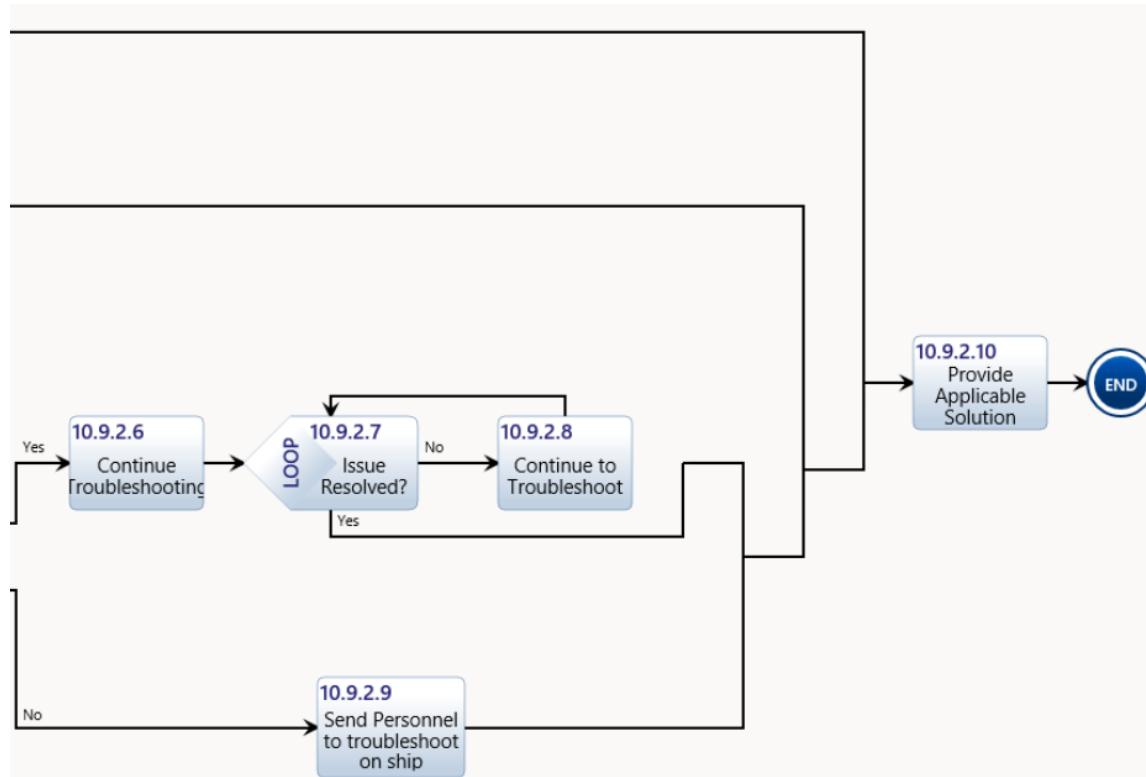 10.9.2.10
Provide
Applicable
Solution
END
Yes
10.9.2.6
Continue
Troubleshooting
LOOP
10.9.2.7
Issue
Resolved?
No
10.9.2.8
Continue to
Troubleshoot
Yes
No
10.9.2.9
Send Personnel
to troubleshoot
on ship